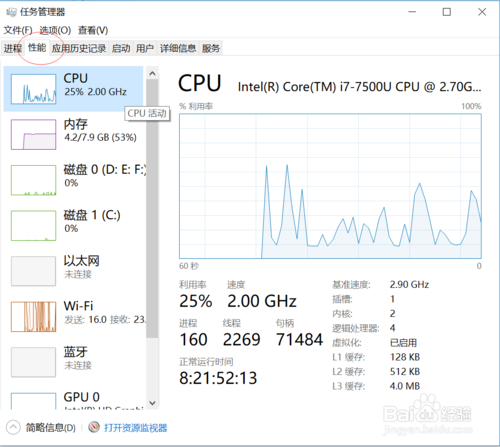 任务管理器
文件(F) 选项(O) 查看(V)
进程 性能 应用历史记录 启动 用户 详细信息 服务
CPU
25% 2.00 GHz
CPU 活动
内存
4.2/7.9 GB (53%)
磁盘 0 (D: E: F:)
0%
磁盘 1 (C:)
0%
以太网
未连接
Wi-Fi
发送: 16.0 接收: 23.
蓝牙
未连接
GPU 0
CPU Intel(R) Core(TM) i7-7500U CPU @ 2.70G...
% 利用率 100%
60 秒 0
利用率 速度
25% 2.00 GHz
进程 线程 句柄
160 2269 71484
正常运行时间
8:21:52:13
基准速度: 2.90 GHz
插槽: 1
内核: 2
逻辑处理器: 4
虚拟化: 已启用
L1 缓存: 128 KB
L2 缓存: 512 KB
L3 缓存: 4.0 MB
简略信息(D) 打开资源监视器
Baidu 经验
jingyan.baidu.com